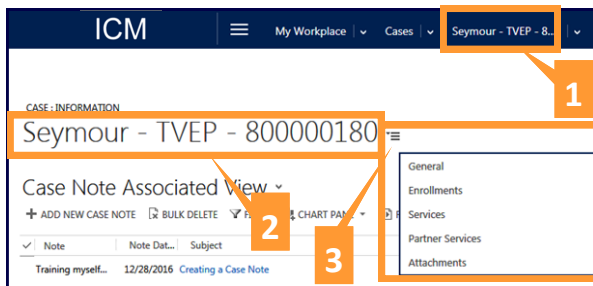 ICM My Workplace Cases Seymour - TVEP - 8...
1
CASE : INFORMATION
Seymour - TVEP - 800000180
General
Case Note Associated View
Enrollments
+ ADD NEW CASE NOTE BULK DELETE CHART PANE Services
2
Partner Services
3
Note Note Dat... Subject
Attachments
Training myself... 12/28/2016 Creating a Case Note